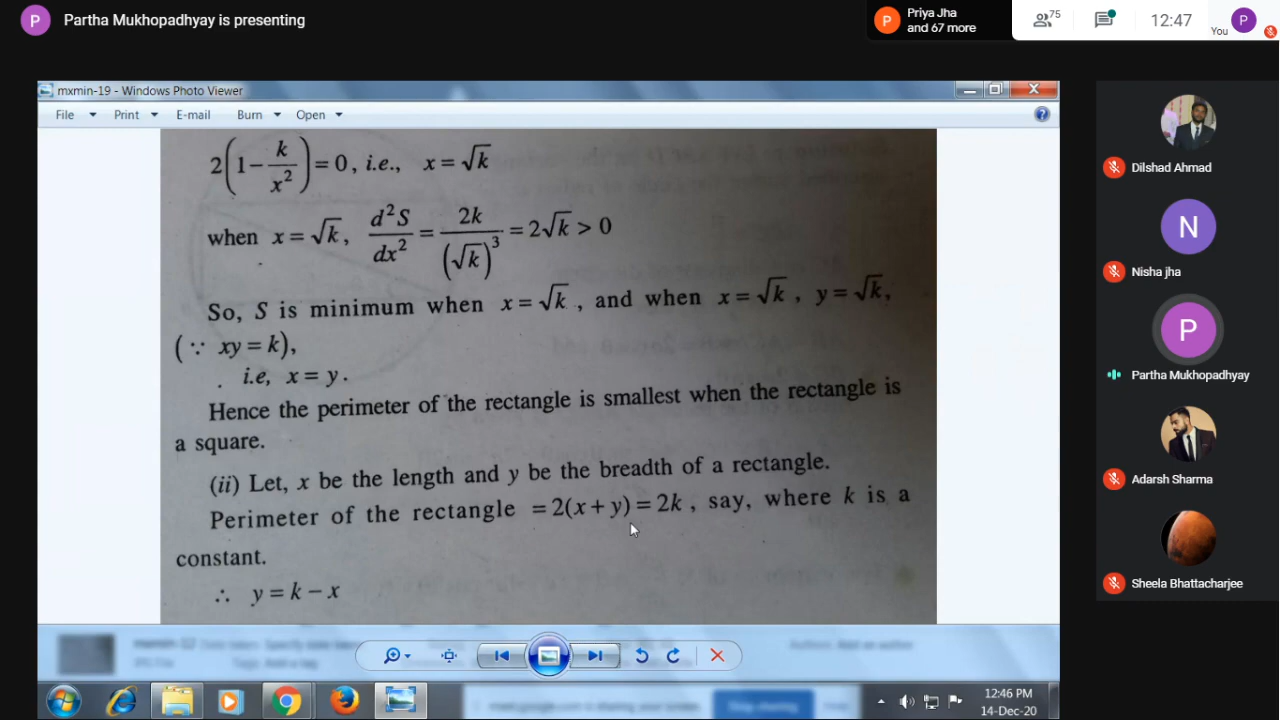 P Partha Mukhopadhyay is presenting
P Priya Jha
and 67 more
75
12:47
You P
mxmin-19 - Windows Photo Viewer
File Print E-mail Burn Open
2(1 − k/x²) = 0, i.e., x = √k
when x = √k, d²S/dx² = 2k/(√k)³ = 2√k > 0
So, S is minimum when x = √k, and when x = √k, y = √k,
(∵ xy = k),
i.e, x = y.
Hence the perimeter of the rectangle is smallest when the rectangle is
a square.
(ii) Let, x be the length and y be the breadth of a rectangle.
Perimeter of the rectangle = 2(x + y) = 2k, say, where k is a
constant.
∴ y = k − x
Dilshad Ahmad
N
Nisha jha
P
Partha Mukhopadhyay
Adarsh Sharma
Sheela Bhattacharjee
mxmin-12
Stop sharing
12:46 PM
14-Dec-20